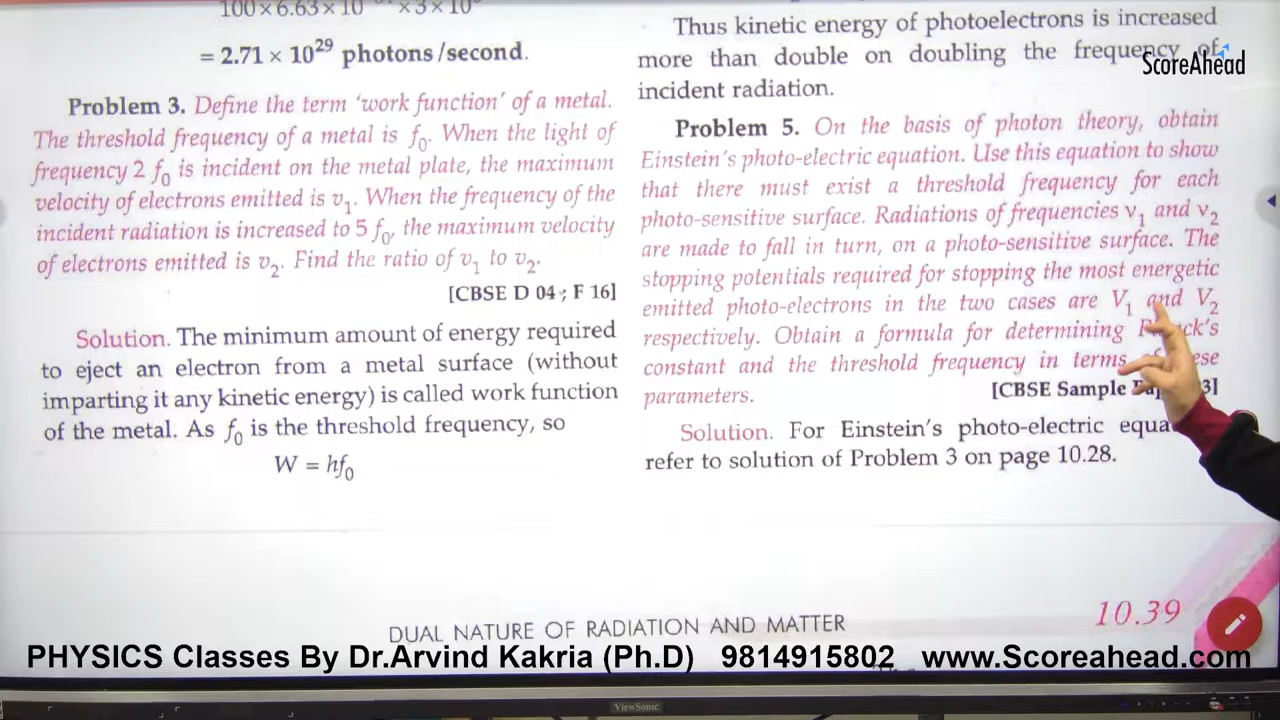 100 × 6.63 × 10 × 3 × 10
= 2.71 × 10²⁹ photons/second.
Problem 3. Define the term ‘work function’ of a metal.
The threshold frequency of a metal is f₀. When the light of
frequency 2 f₀ is incident on the metal plate, the maximum
velocity of electrons emitted is v₁. When the frequency of the
incident radiation is increased to 5 f₀, the maximum velocity
of electrons emitted is v₂. Find the ratio of v₁ to v₂.
[CBSE D 04 ; F 16]
Solution. The minimum amount of energy required
to eject an electron from a metal surface (without
imparting it any kinetic energy) is called work function
of the metal. As f₀ is the threshold frequency, so
W = hf₀
Thus kinetic energy of photoelectrons is increased
more than double on doubling the frequency of
incident radiation.
Problem 5. On the basis of photon theory, obtain
Einstein's photo-electric equation. Use this equation to show
that there must exist a threshold frequency for each
photo-sensitive surface. Radiations of frequencies ν₁ and ν₂
are made to fall in turn, on a photo-sensitive surface. The
stopping potentials required for stopping the most energetic
emitted photo-electrons in the two cases are V₁ and V₂
respectively. Obtain a formula for determining
constant and the threshold frequency in terms
parameters.
[CBSE Sample
Solution. For Einstein's photo-electric
refer to solution of Problem 3 on page 10.28.
ScoreAhead
10.39
DUAL NATURE OF RADIATION AND MATTER
PHYSICS Classes By Dr.Arvind Kakria (Ph.D) 9814915802 www.Scoreahead.com
ViewSonic